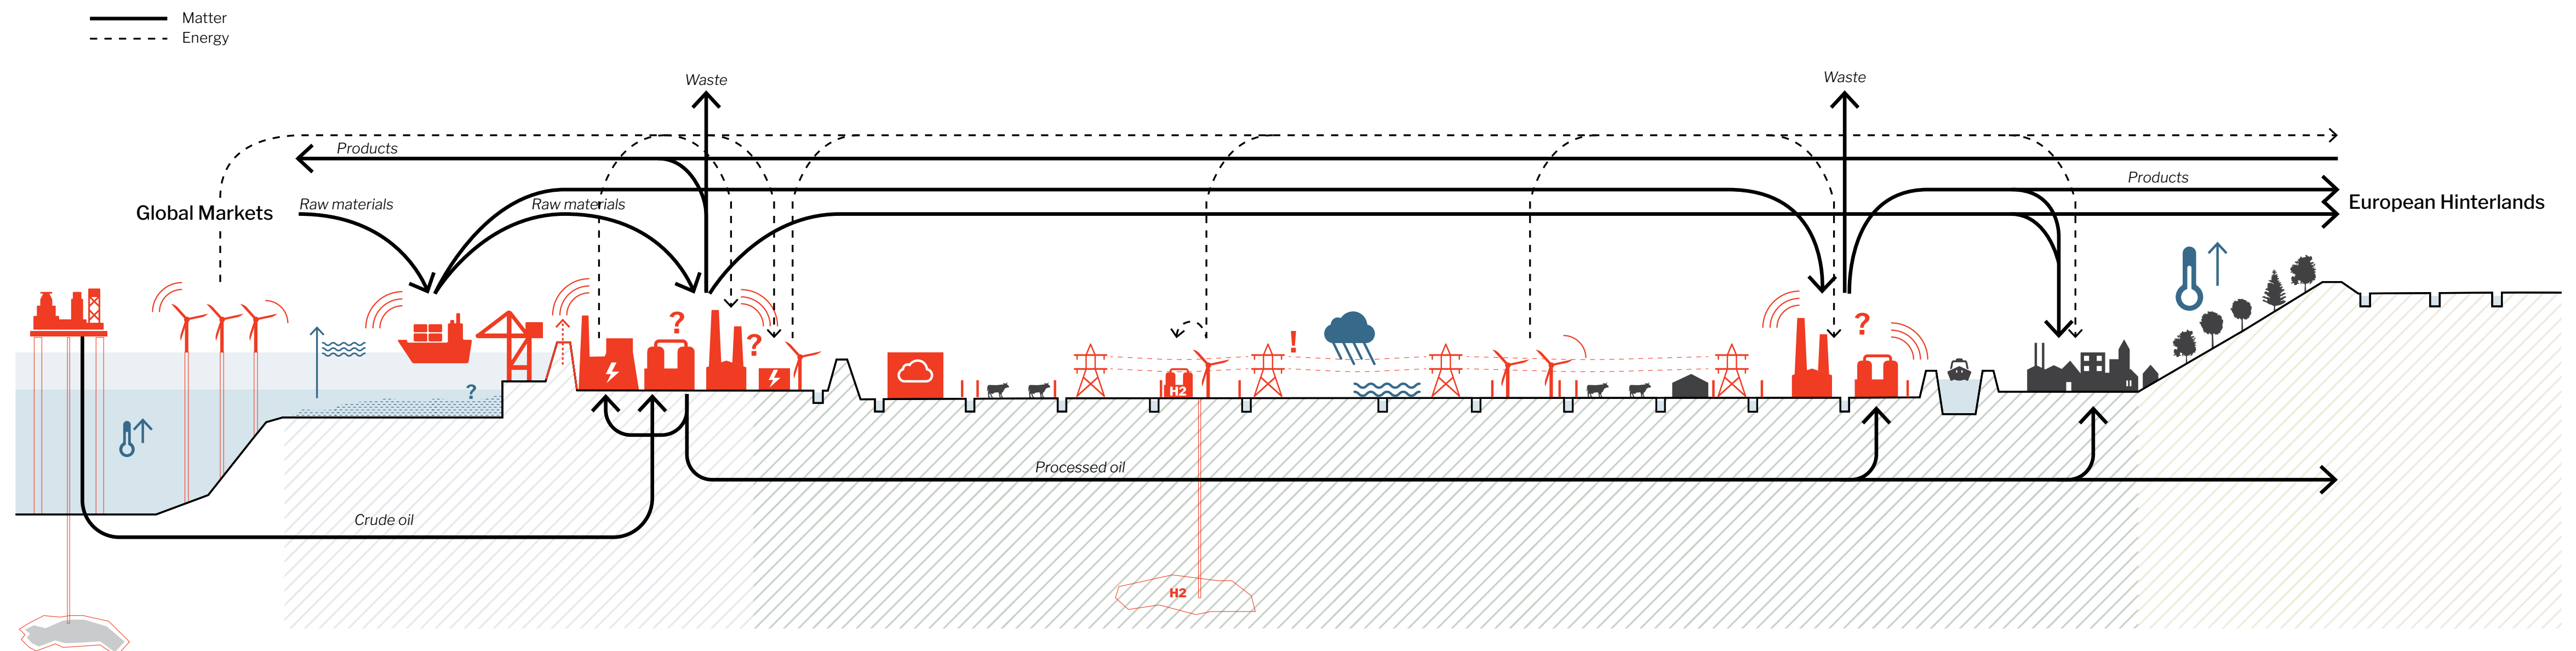 Matter
Energy
Waste
Waste
Products
Products
Raw materials
Raw materials
Global Markets
European Hinterlands
?
?
!
?
?
H2
Processed oil
Crude oil
H2